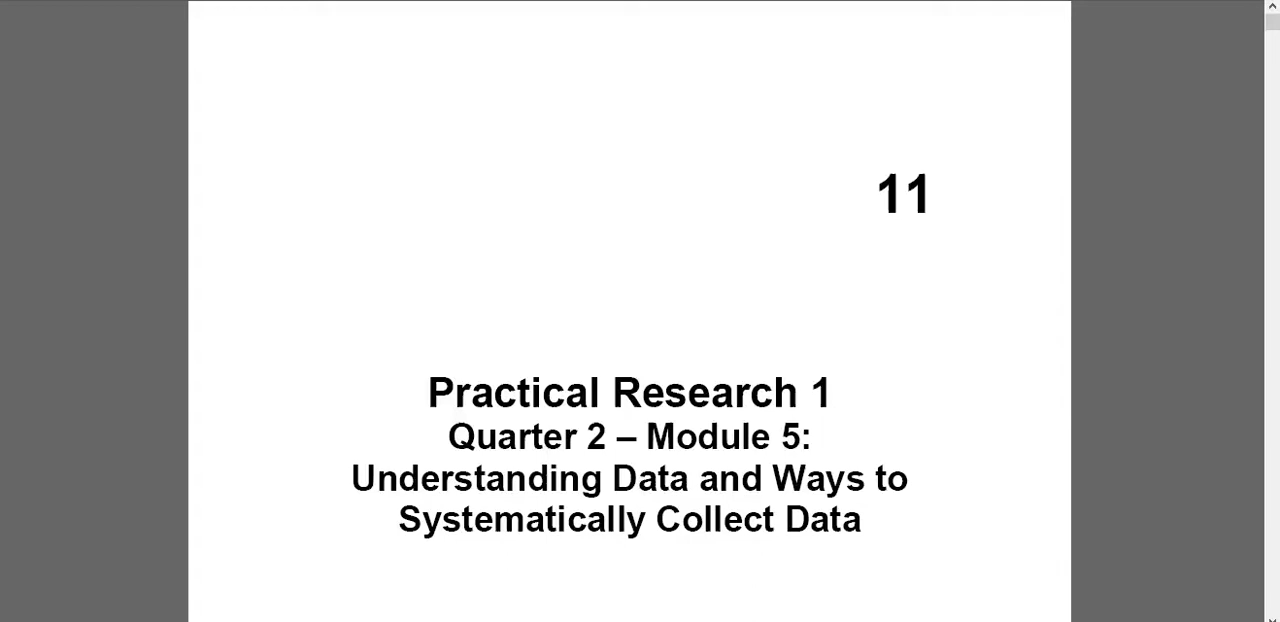 11
Practical Research 1
Quarter 2 – Module 5:
Understanding Data and Ways to
Systematically Collect Data